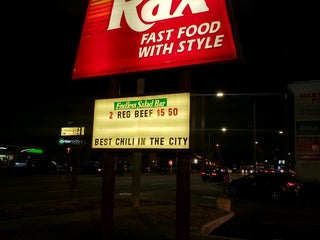 Rax
FAST FOOD
WITH STYLE
Endless Salad Bar
2 REG BEEF $5 50
BEST CHILI IN THE CITY